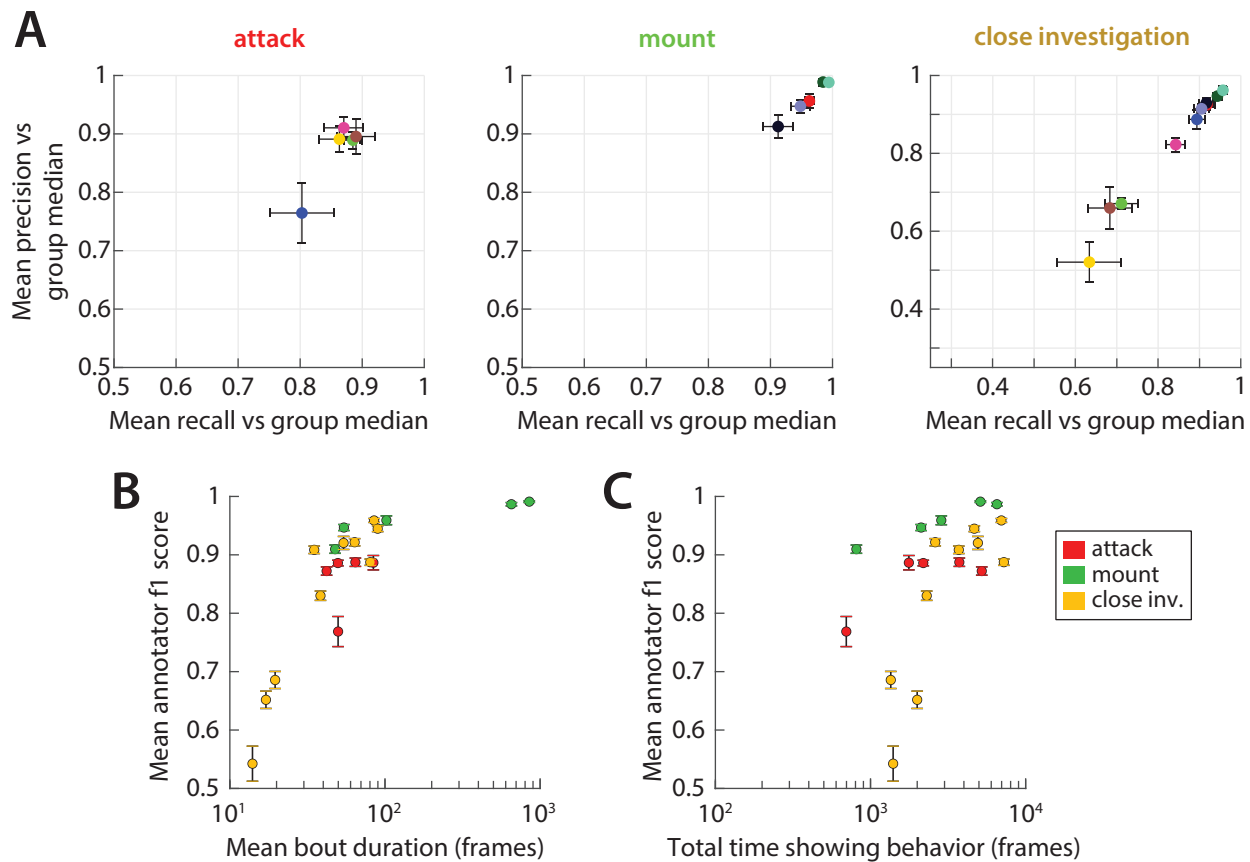 A
attack
mount
close investigation
Mean precision vs
group median
1
0.9
0.8
0.7
0.6
0.5
0.5 0.6 0.7 0.8 0.9 1
Mean recall vs group median
1
0.9
0.8
0.7
0.6
0.5
0.5 0.6 0.7 0.8 0.9 1
Mean recall vs group median
1
0.8
0.6
0.4
0.4 0.6 0.8 1
Mean recall vs group median
B
Mean annotator f1 score
1
0.9
0.8
0.7
0.6
0.5
10¹ 10² 10³
Mean bout duration (frames)
C
Mean annotator f1 score
1
0.9
0.8
0.7
0.6
0.5
10² 10³ 10⁴
Total time showing behavior (frames)
attack
mount
close inv.